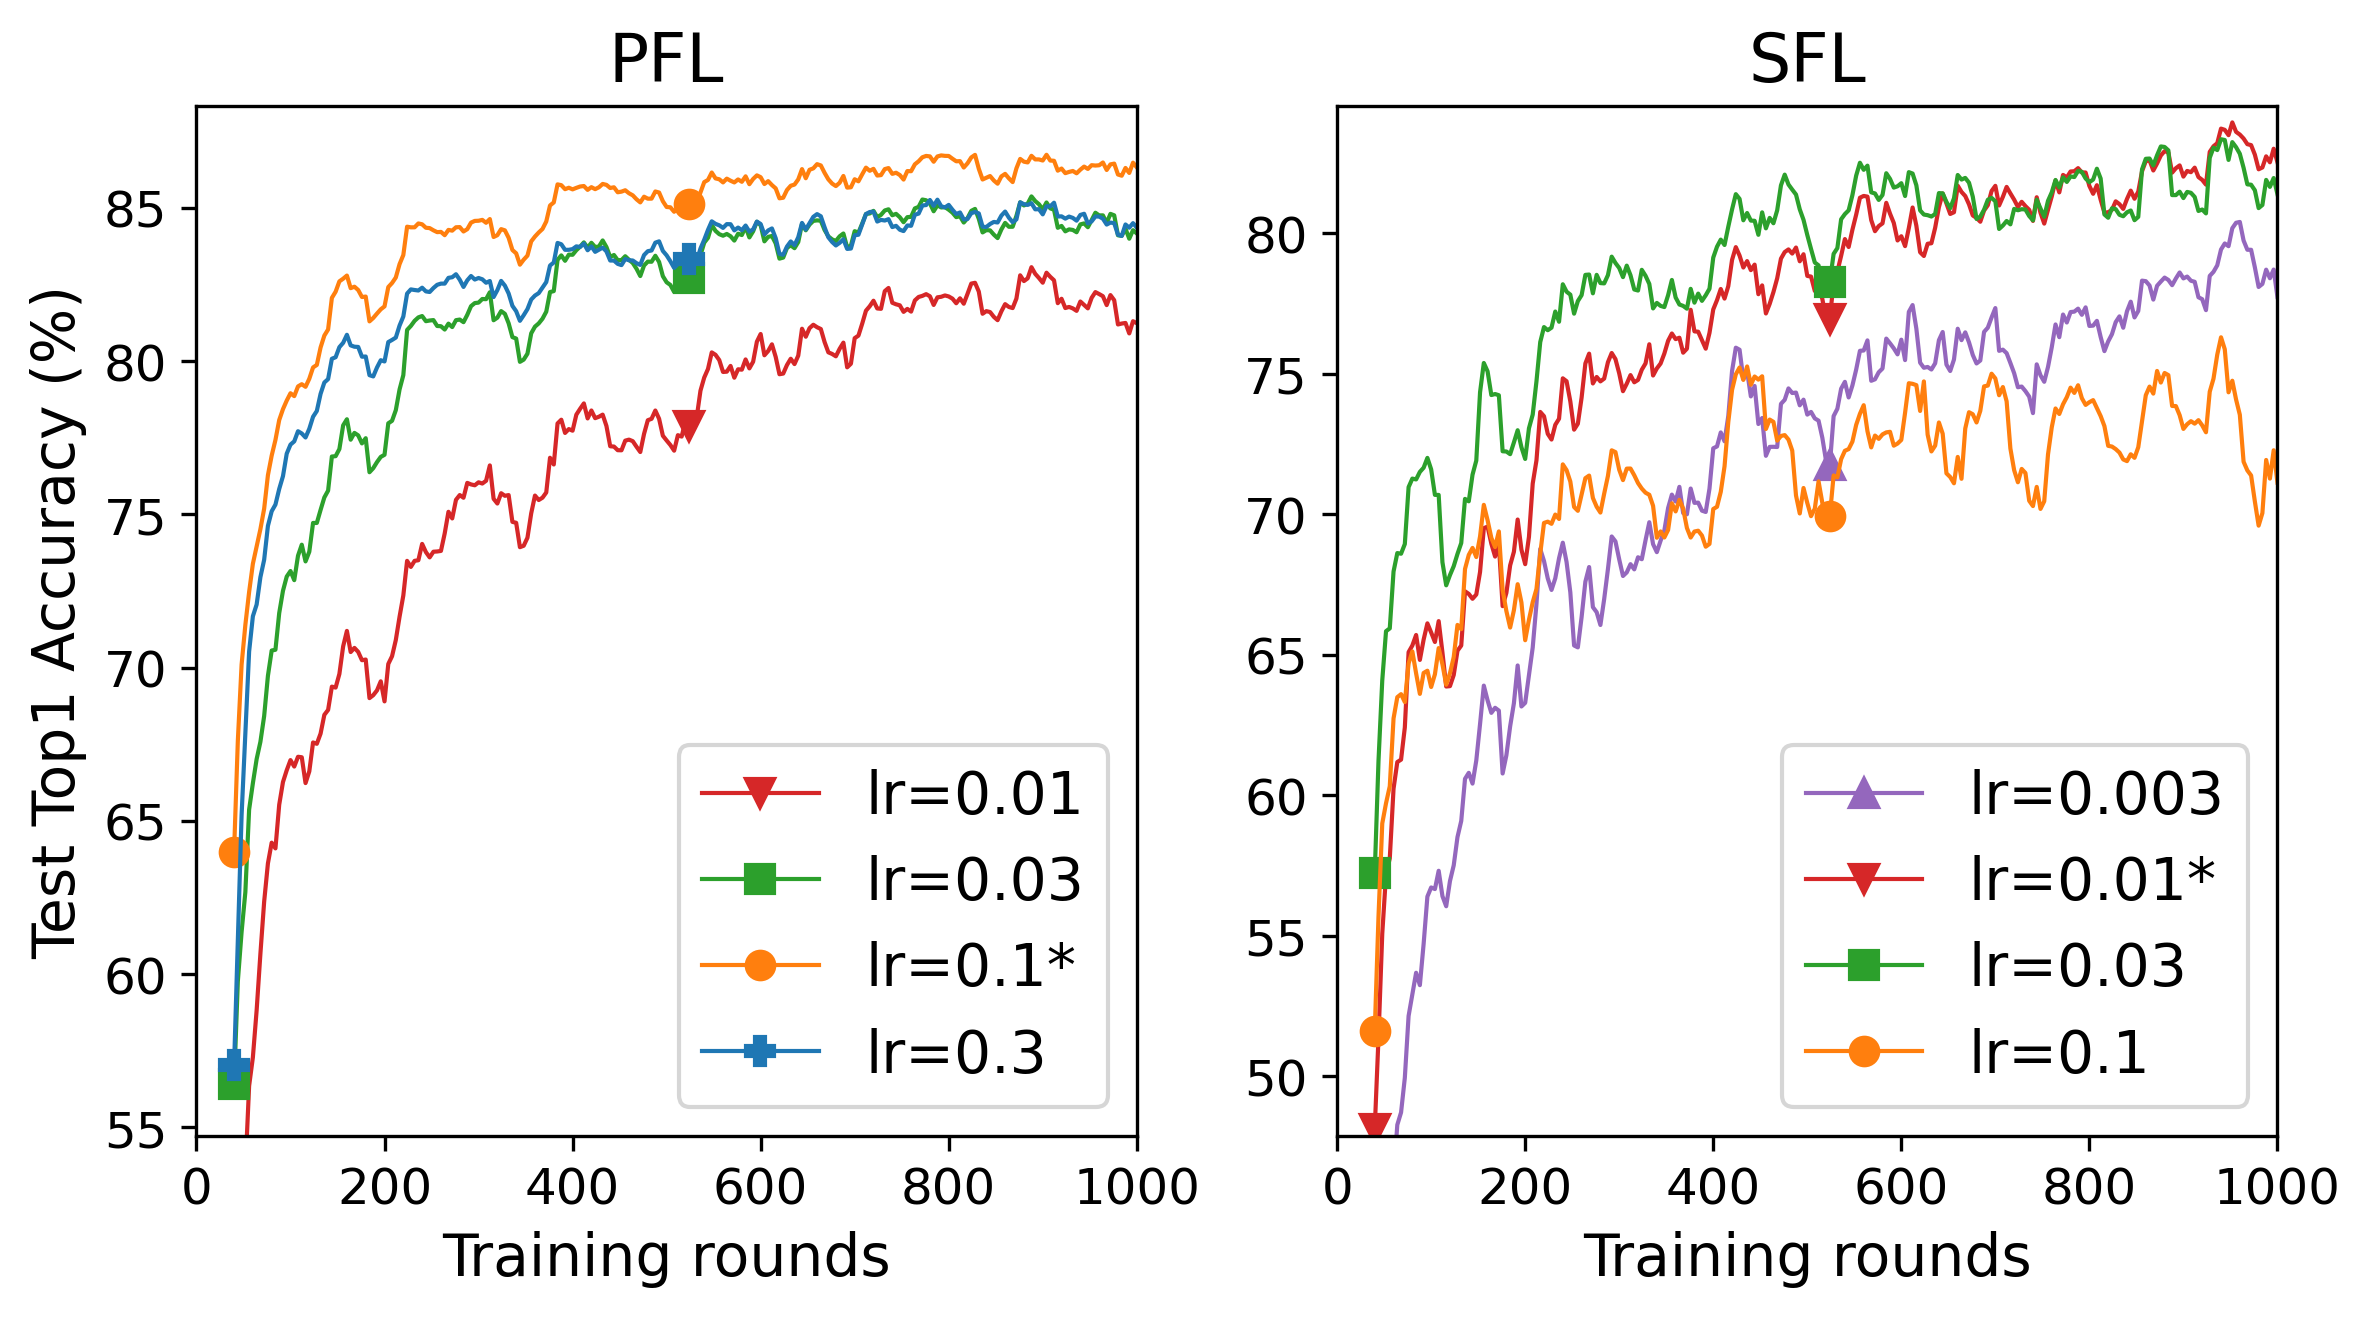 PFL
Test Top1 Accuracy (%)
85
80
75
70
65
60
55
0 200 400 600 800 1000
Training rounds
lr=0.01
lr=0.03
lr=0.1*
lr=0.3
SFL
80
75
70
65
60
55
50
0 200 400 600 800 1000
Training rounds
lr=0.003
lr=0.01*
lr=0.03
lr=0.1